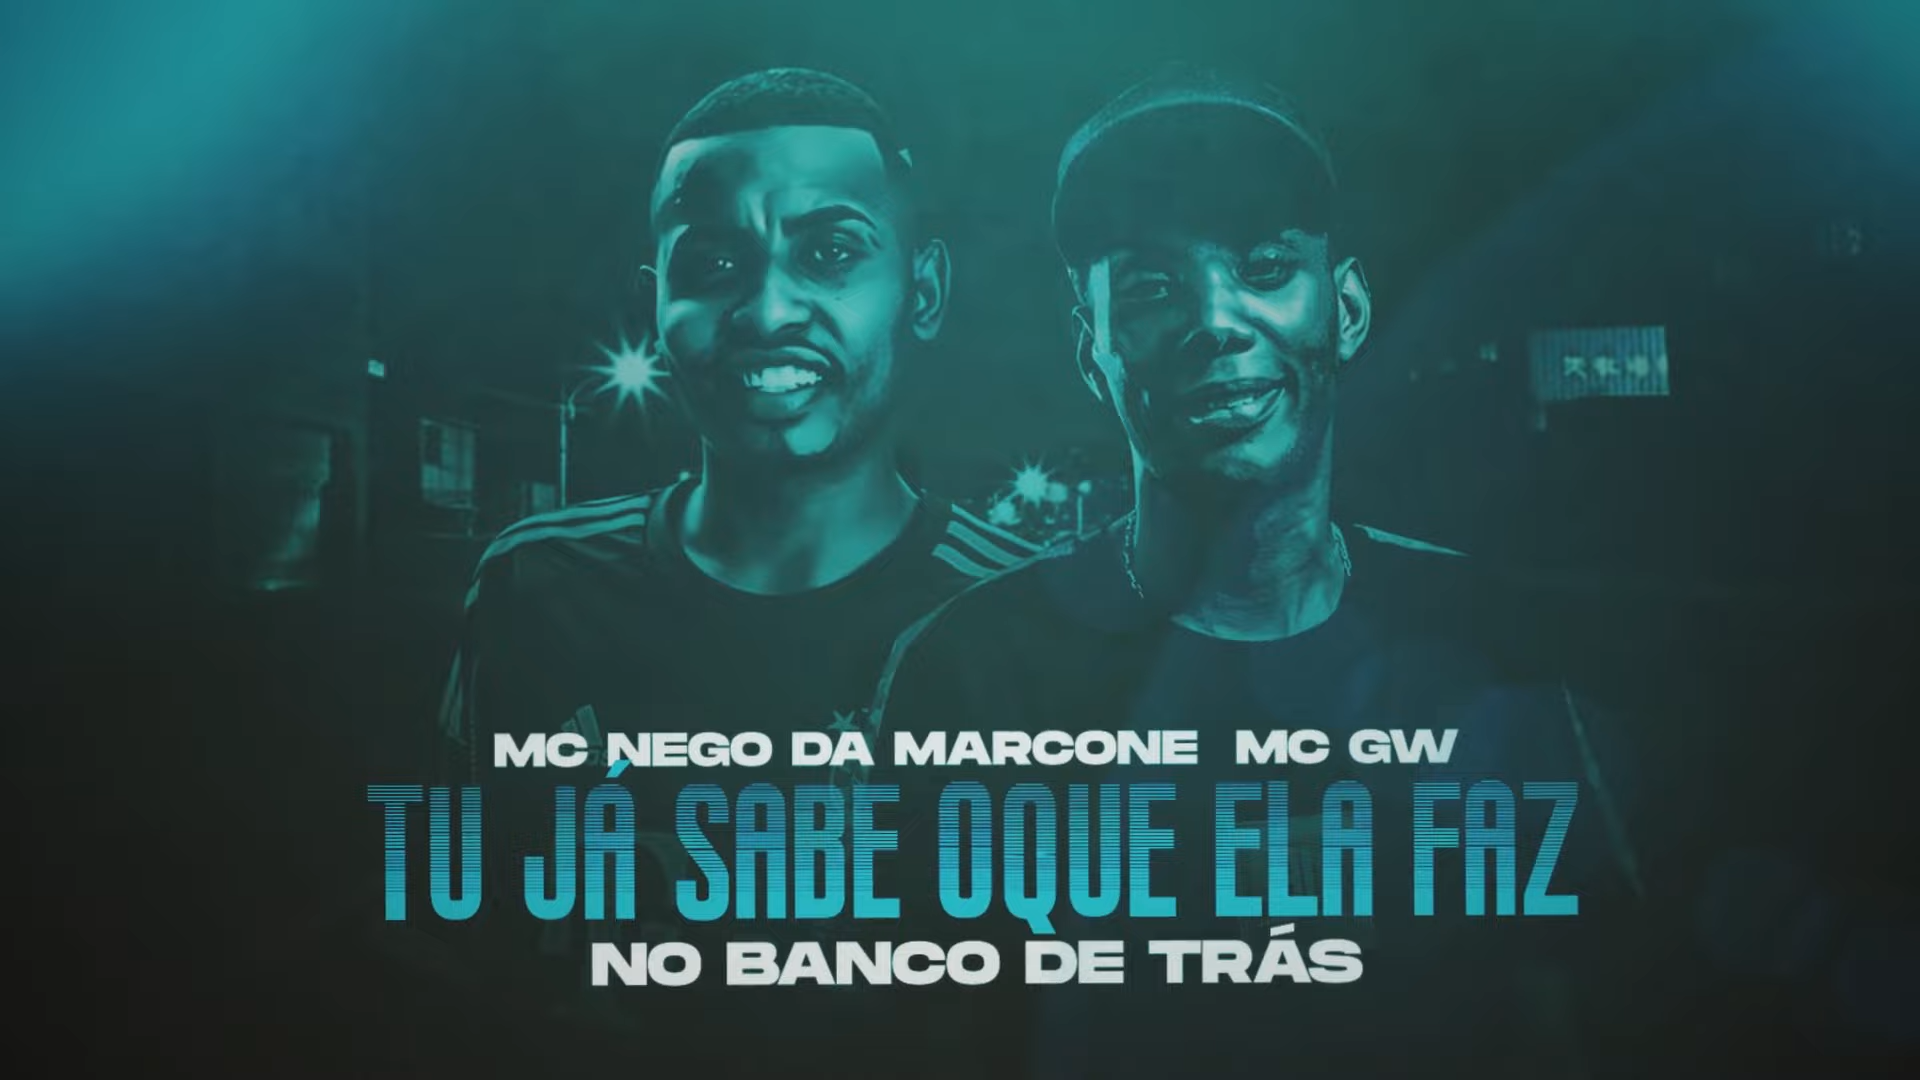 MC NEGO DA MARCONE MC GW
TU JÁ SABE OQUE ELA FAZ
NO BANCO DE TRÁS